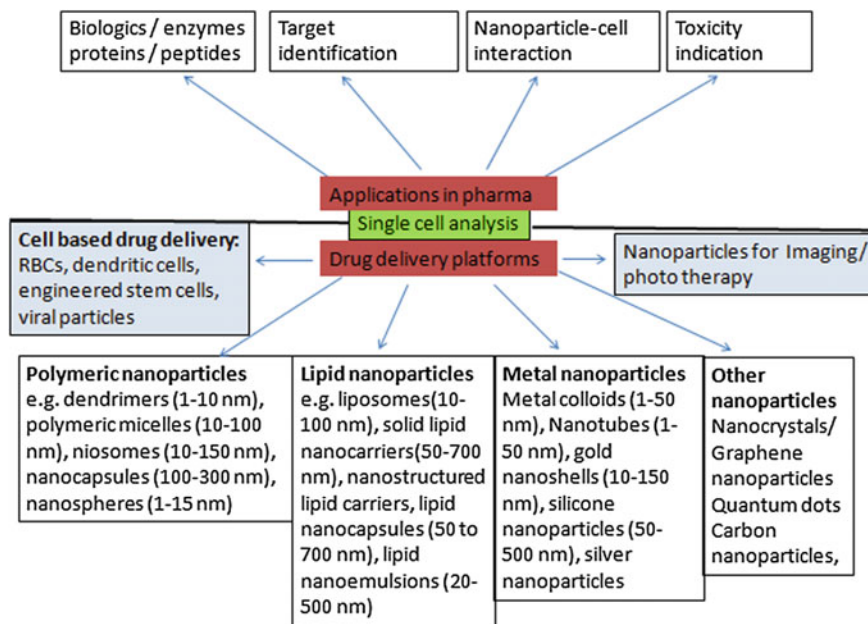 Biologics / enzymes
proteins / peptides
Target
identification
Nanoparticle-cell
interaction
Toxicity
indication
Applications in pharma
Single cell analysis
Drug delivery platforms
Cell based drug delivery:
RBCs, dendritic cells,
engineered stem cells,
viral particles
Nanoparticles for Imaging/
photo therapy
Polymeric nanoparticles
e.g. dendrimers (1-10 nm),
polymeric micelles (10-100
nm), niosomes (10-150 nm),
nanocapsules (100-300 nm),
nanospheres (1-15 nm)
Lipid nanoparticles
e.g. liposomes(10-
100 nm), solid lipid
nanocarriers(50-700
nm), nanostructured
lipid carriers, lipid
nanocapsules (50 to
700 nm), lipid
nanoemulsions (20-
500 nm)
Metal nanoparticles
Metal colloids (1-50
nm), Nanotubes (1-
50 nm), gold
nanoshells (10-150
nm), silicone
nanoparticles (50-
500 nm), silver
nanoparticles
Other
nanoparticles
Nanocrystals/
Graphene
nanoparticles
Quantum dots
Carbon
nanoparticles,